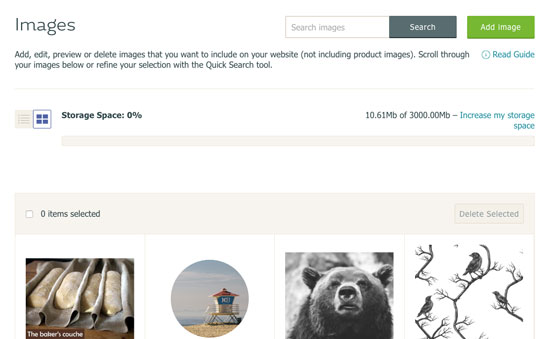 Images
Search images
Search
Add Image
Add, edit, preview or delete images that you want to include on your website (not including product images). Scroll through
your images below or refine your selection with the Quick Search tool.
Read Guide
Storage Space: 0%
10.61Mb of 3000.00Mb – Increase my storage
space
0 items selected
Delete Selected
The baker's couche